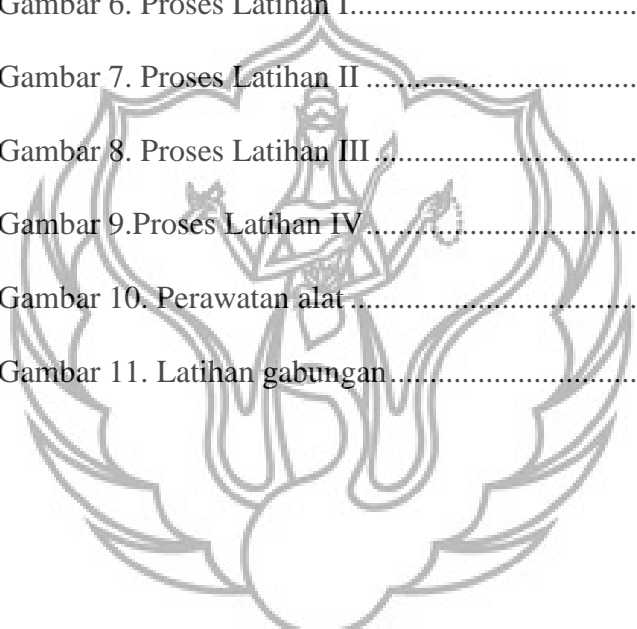 Gambar 6. Proses Latihan I....................................
Gambar 7. Proses Latihan II ..................................
Gambar 8. Proses Latihan III .................................
Gambar 9.Proses Latihan IV ..................................
Gambar 10. Perawatan alat ....................................
Gambar 11. Latihan gabungan ...............................